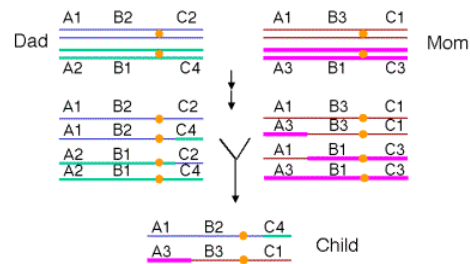 A1 B2 C2
Dad
A2 B1 C4
A1 B3 C1
Mom
A3 B1 C3
A1 B2 C2
A1 B2 C4
A2 B1 C2
A2 B1 C4
A1 B3 C1
A3 B3 C1
A1 B1 C3
A3 B1 C3
A1 B2 C4
Child
A3 B3 C1